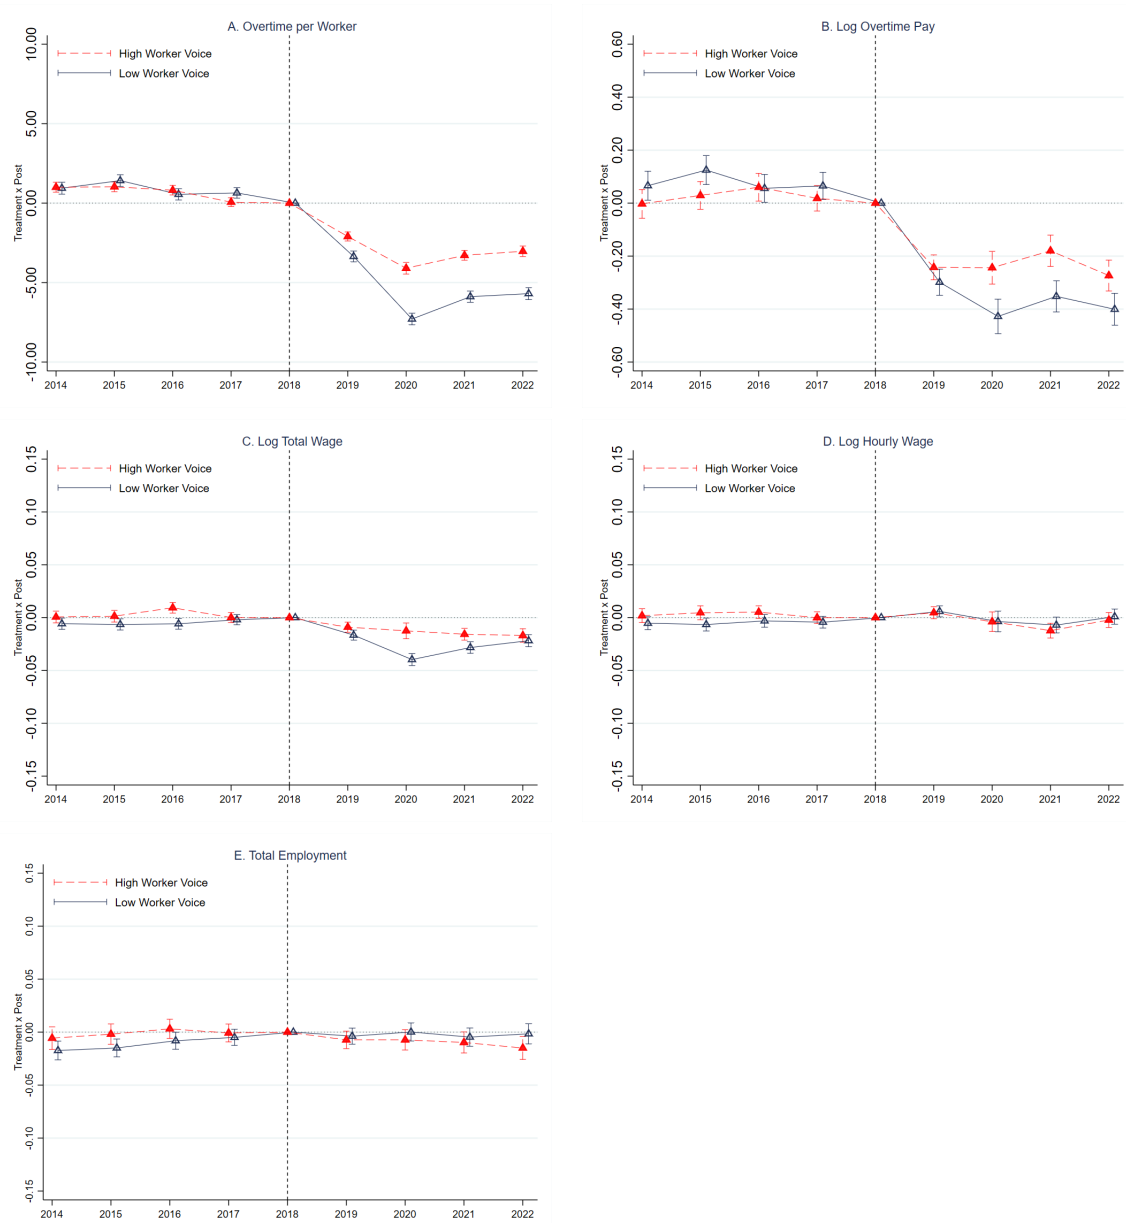 A. Overtime per Worker
High Worker Voice
Low Worker Voice
Treatment x Post
10.00
5.00
0.00
-5.00
-10.00
2014 2015 2016 2017 2018 2019 2020 2021 2022
B. Log Overtime Pay
High Worker Voice
Low Worker Voice
Treatment x Post
0.60
0.40
0.20
0.00
-0.20
-0.40
-0.60
2014 2015 2016 2017 2018 2019 2020 2021 2022
C. Log Total Wage
High Worker Voice
Low Worker Voice
Treatment x Post
0.15
0.10
0.05
0.00
-0.05
-0.10
-0.15
2014 2015 2016 2017 2018 2019 2020 2021 2022
D. Log Hourly Wage
High Worker Voice
Low Worker Voice
Treatment x Post
0.15
0.10
0.05
0.00
-0.05
-0.10
-0.15
2014 2015 2016 2017 2018 2019 2020 2021 2022
E. Total Employment
High Worker Voice
Low Worker Voice
Treatment x Post
0.15
0.10
0.05
0.00
-0.05
-0.10
-0.15
2014 2015 2016 2017 2018 2019 2020 2021 2022